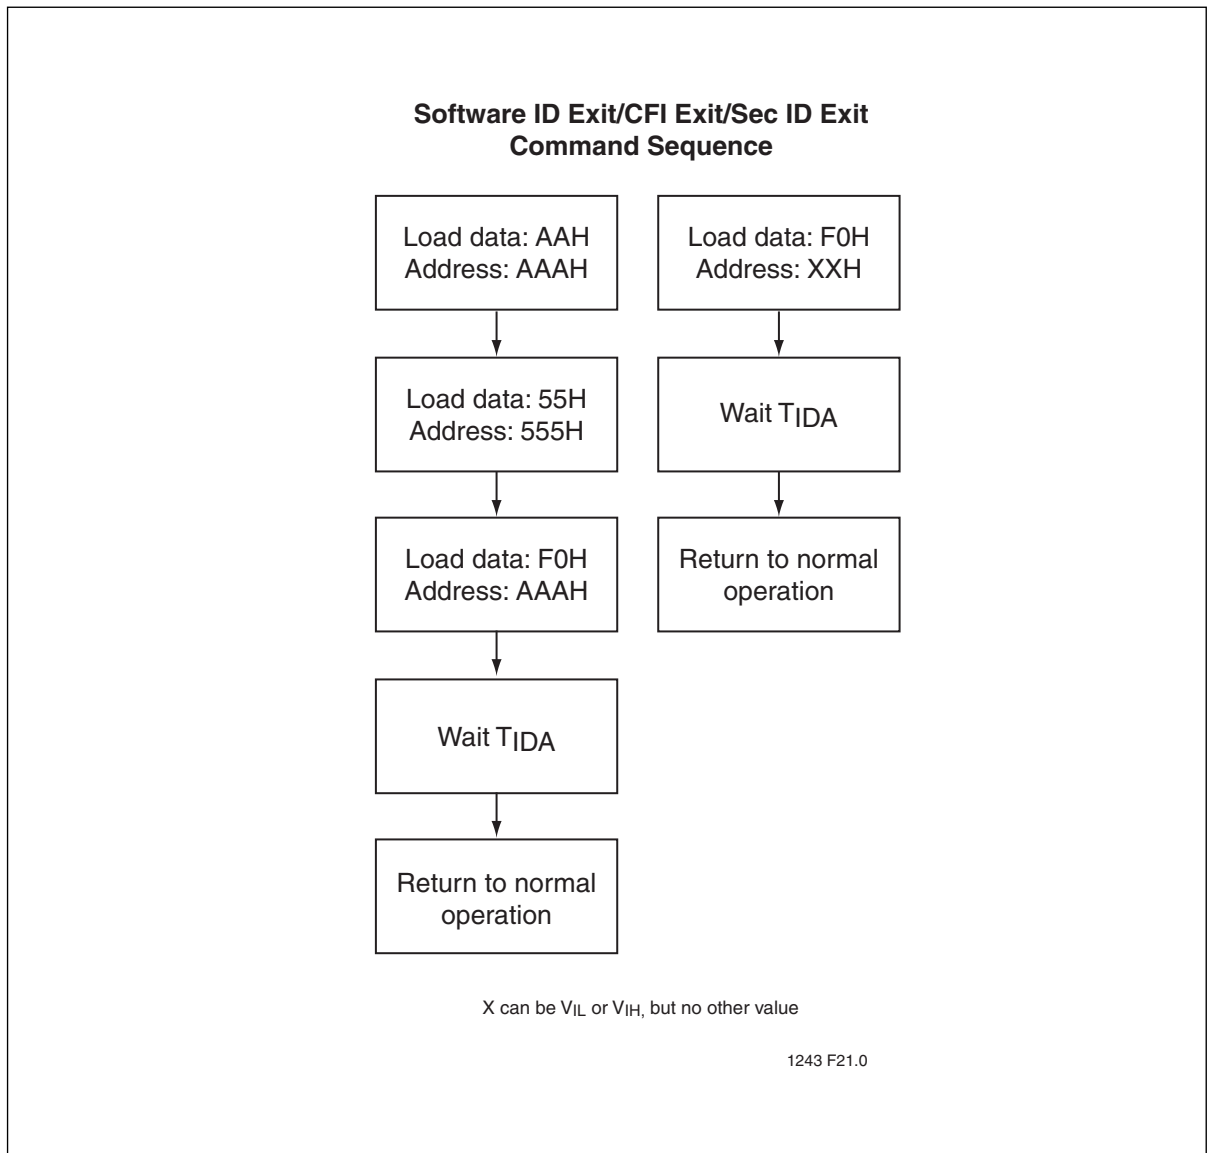 Software ID Exit/CFI Exit/Sec ID Exit
Command Sequence
Load data: AAH
Address: AAAH
Load data: 55H
Address: 555H
Load data: F0H
Address: AAAH
Wait TIDA
Return to normal
operation
Load data: F0H
Address: XXH
Wait TIDA
Return to normal
operation
X can be VIL or VIH, but no other value
1243 F21.0